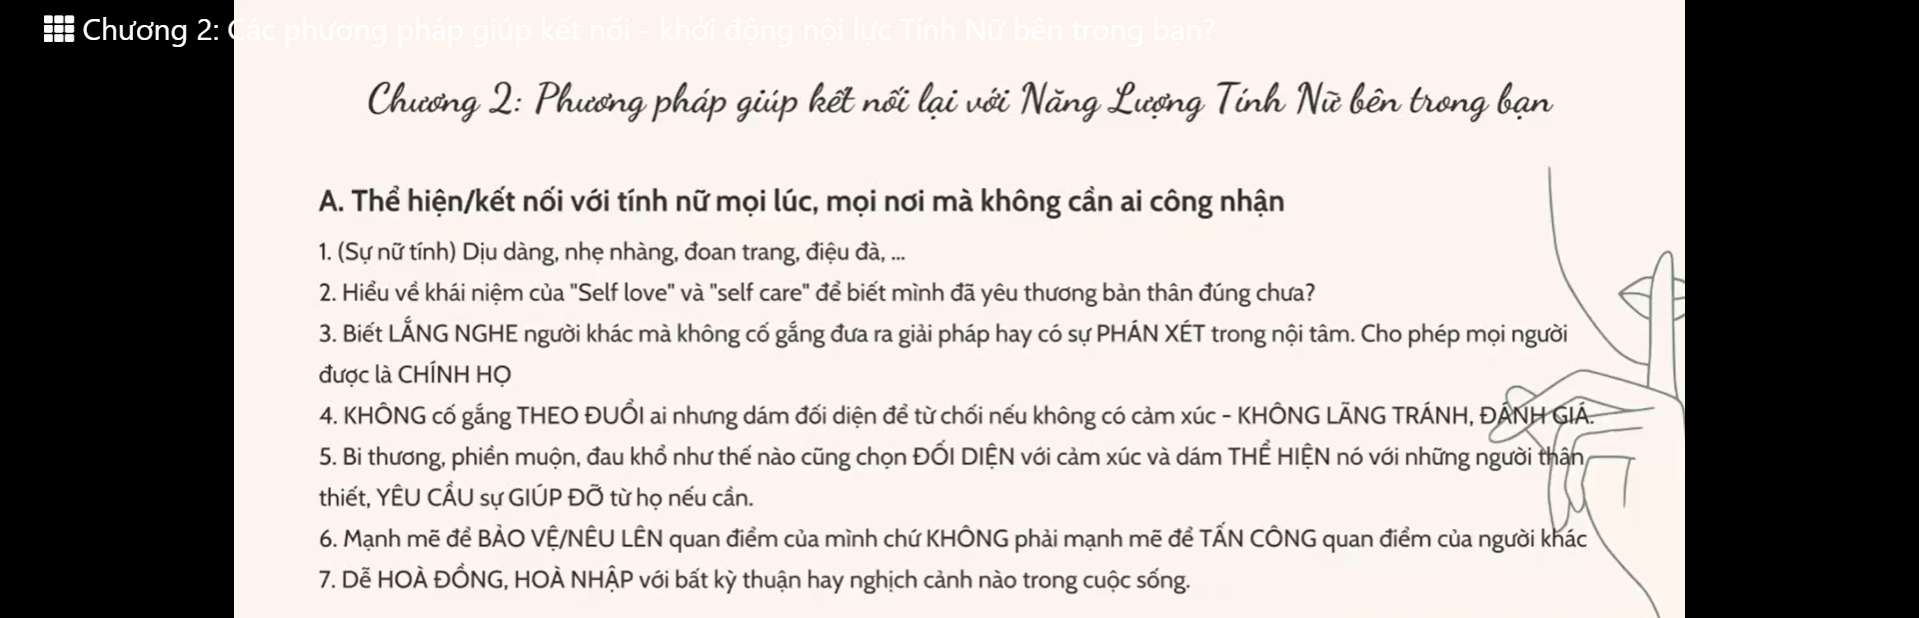 Chương 2: Các phương pháp giúp kết nối - khởi động nội lực Tính Nữ bên trong bạn?
Chương 2: Phương pháp giúp kết nối lại với Năng Lượng Tính Nữ bên trong bạn
A. Thể hiện/kết nối với tính nữ mọi lúc, mọi nơi mà không cần ai công nhận
1. (Sự nữ tính) Dịu dàng, nhẹ nhàng, đoan trang, điệu đà, ...
2. Hiểu về khái niệm của "Self love" và "self care" để biết mình đã yêu thương bản thân đúng chưa?
3. Biết LẮNG NGHE người khác mà không cố gắng đưa ra giải pháp hay có sự PHÁN XÉT trong nội tâm. Cho phép mọi người
được là CHÍNH HỌ
4. KHÔNG cố gắng THEO ĐUỔI ai nhưng dám đối diện để từ chối nếu không có cảm xúc - KHÔNG LÃNG TRÁNH, ĐÁNH GIÁ.
5. Bi thương, phiền muộn, đau khổ như thế nào cũng chọn ĐỐI DIỆN với cảm xúc và dám THỂ HIỆN nó với những người thân
thiết, YÊU CẦU sự GIÚP ĐỠ từ họ nếu cần.
6. Mạnh mẽ để BẢO VỆ/NÊU LÊN quan điểm của mình chứ KHÔNG phải mạnh mẽ để TẤN CÔNG quan điểm của người khác
7. Dễ HOÀ ĐỒNG, HOÀ NHẬP với bất kỳ thuận hay nghịch cảnh nào trong cuộc sống.